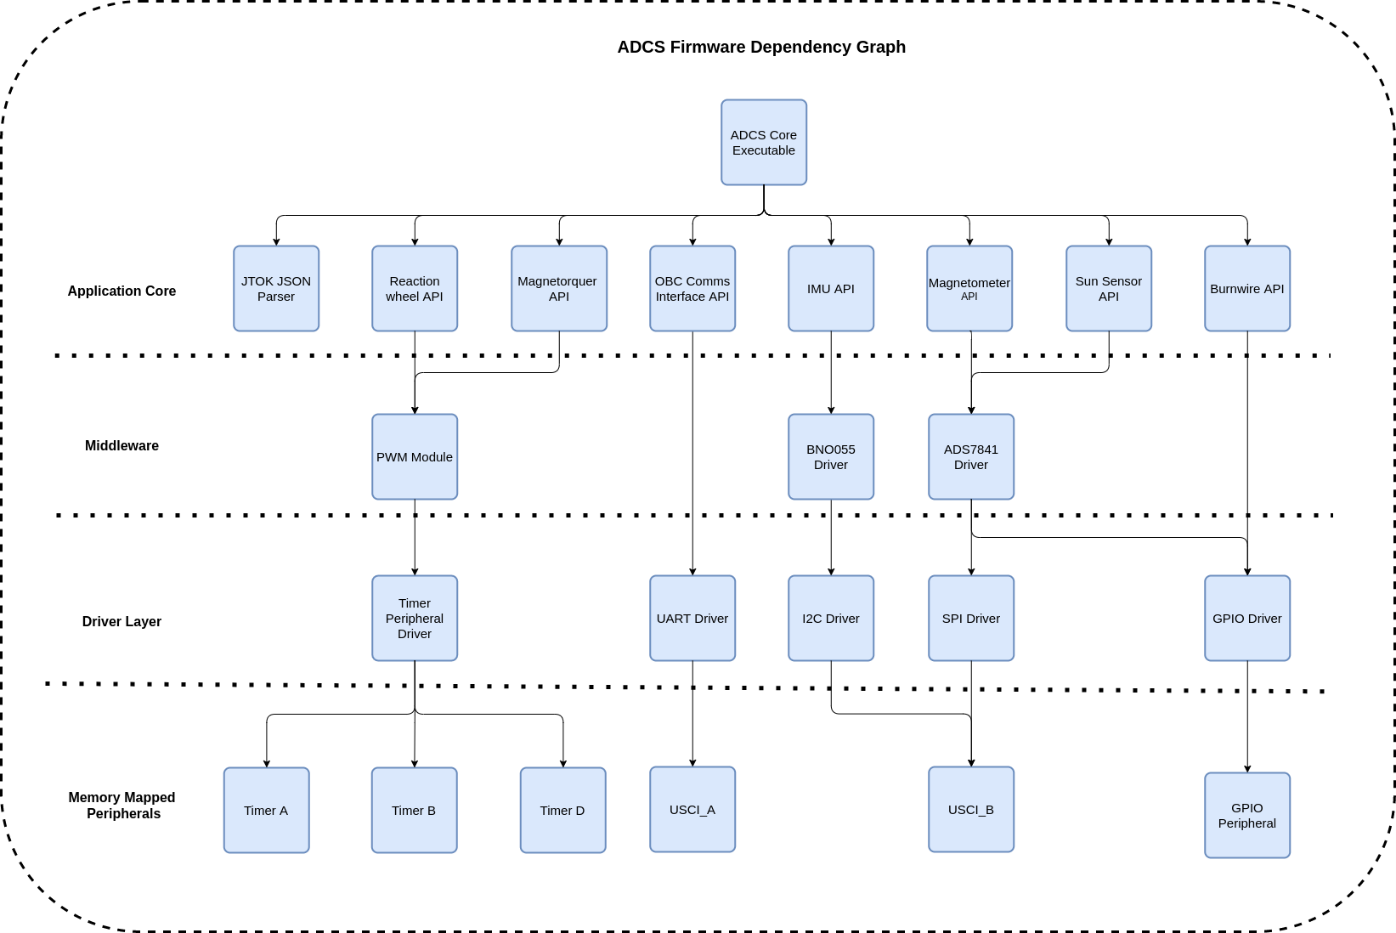 ADCS Firmware Dependency Graph
ADCS Core
Executable
Application Core
JTOK JSON
Parser
Reaction
wheel API
Magnetorquer
API
OBC Comms
Interface API
IMU API
Magnetometer
API
Sun Sensor
API
Burnwire API
Middleware
PWM Module
BNO055
Driver
ADS7841
Driver
Driver Layer
Timer
Peripheral
Driver
UART Driver
I2C Driver
SPI Driver
GPIO Driver
Memory Mapped
Peripherals
Timer A
Timer B
Timer D
USCI_A
USCI_B
GPIO
Peripheral